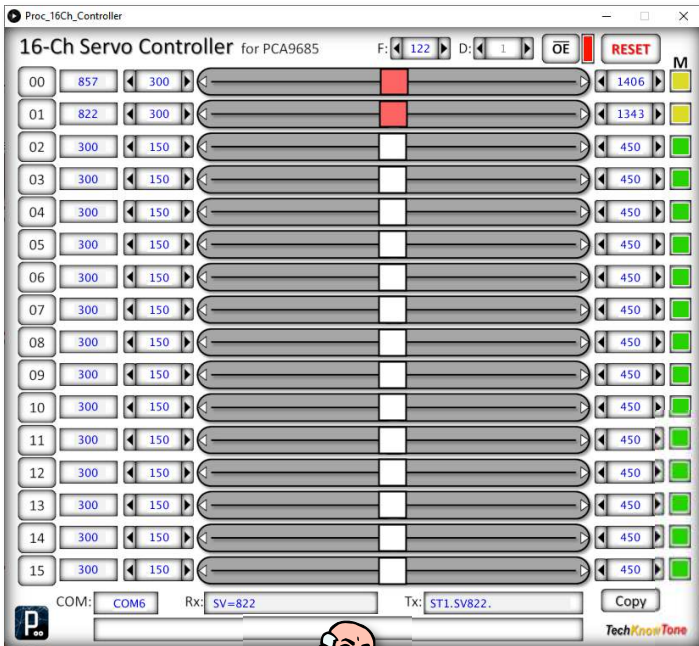 Proc_16Ch_Controller
16-Ch Servo Controller for PCA9685 F: 122 D: 1 OE RESET
M
00 857 300 1406
01 822 300 1343
02 300 150 450
03 300 150 450
04 300 150 450
05 300 150 450
06 300 150 450
07 300 150 450
08 300 150 450
09 300 150 450
10 300 150 450
11 300 150 450
12 300 150 450
13 300 150 450
14 300 150 450
15 300 150 450
COM: COM6 Rx: SV=822 Tx: ST1.SV822. Copy
P
TechKnowTone